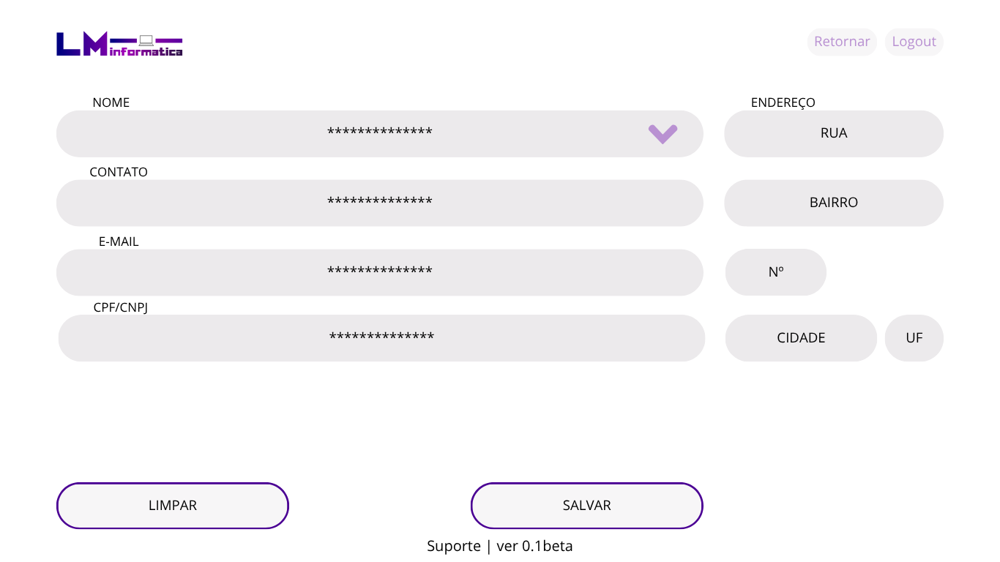 LM informatica
Retornar Logout
NOME
**************
ENDEREÇO
RUA
CONTATO
**************
BAIRRO
E-MAIL
**************
Nº
CPF/CNPJ
**************
CIDADE UF
LIMPAR SALVAR
Suporte | ver 0.1beta